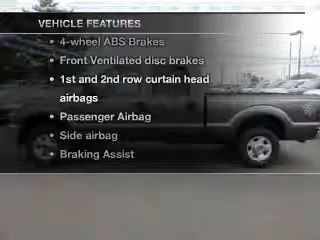 VEHICLE FEATURES
• 4-wheel ABS Brakes
• Front Ventilated disc brakes
• 1st and 2nd row curtain head
airbags
• Passenger Airbag
• Side airbag
• Braking Assist